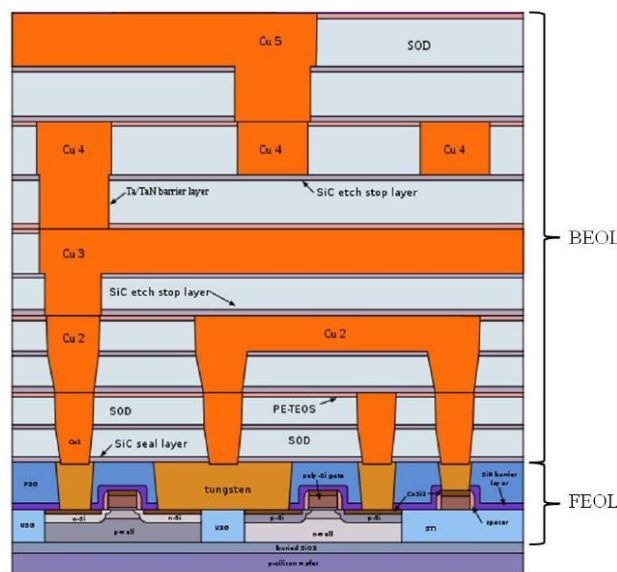 Cu 5
SOD
Cu 4
Cu 4
Cu 4
Ta/TaN barrier layer
SiC etch stop layer
BEOL
Cu 3
SiC etch stop layer
Cu 2
Cu 2
PE-TEOS
SOD
SOD
Cu1
SiC seal layer
PSG
tungsten
poly-Si gate
SiN barrier
layer
CoSi2
FEOL
USG
n-Si
n-Si
USG
p-Si
p-Si
STI
spacer
p-well
n-well
buried SiO2
p-silicon wafer